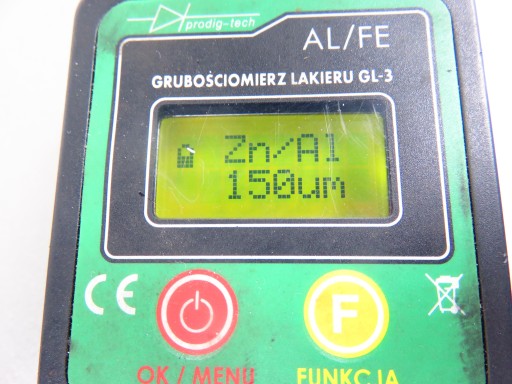 prodig-tech
AL/FE
GRUBOŚCIOMIERZ LAKIERU GL-3
Zn/Al
150um
CE
F
OK / MENU
FUNKCJA